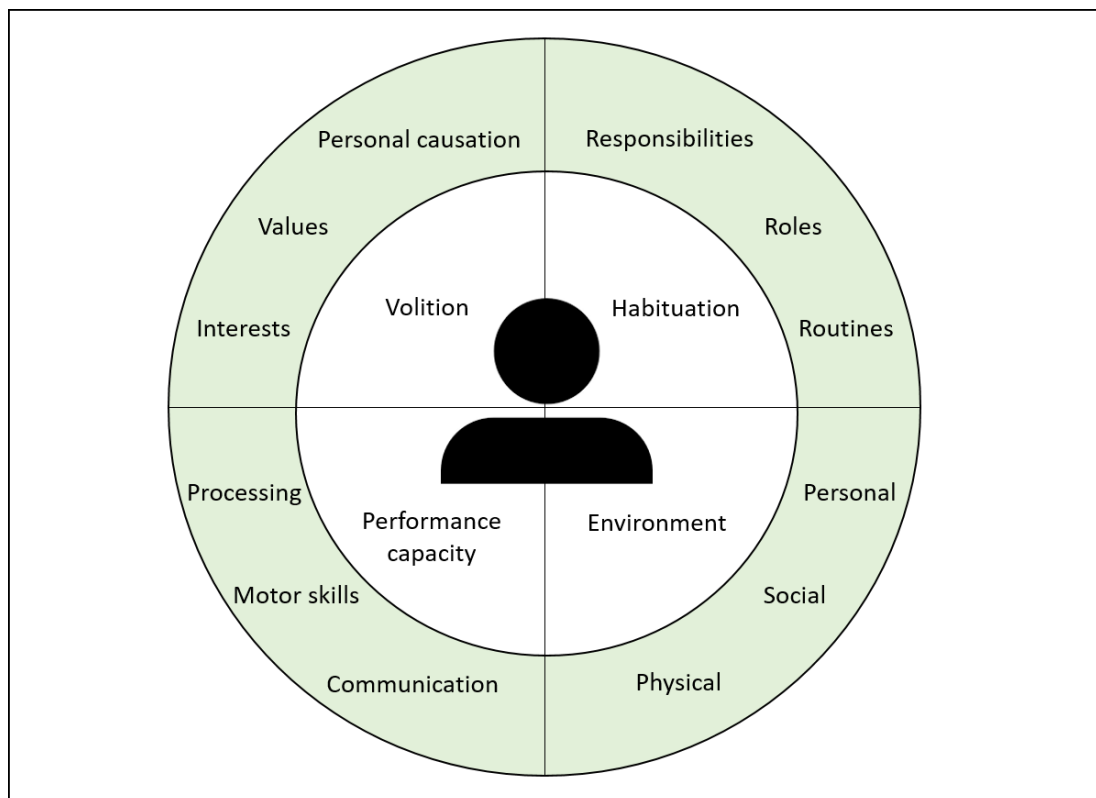 Personal causation
Responsibilities
Values
Roles
Volition
Habituation
Interests
Routines
Processing
Personal
Performance
capacity
Environment
Motor skills
Social
Communication
Physical